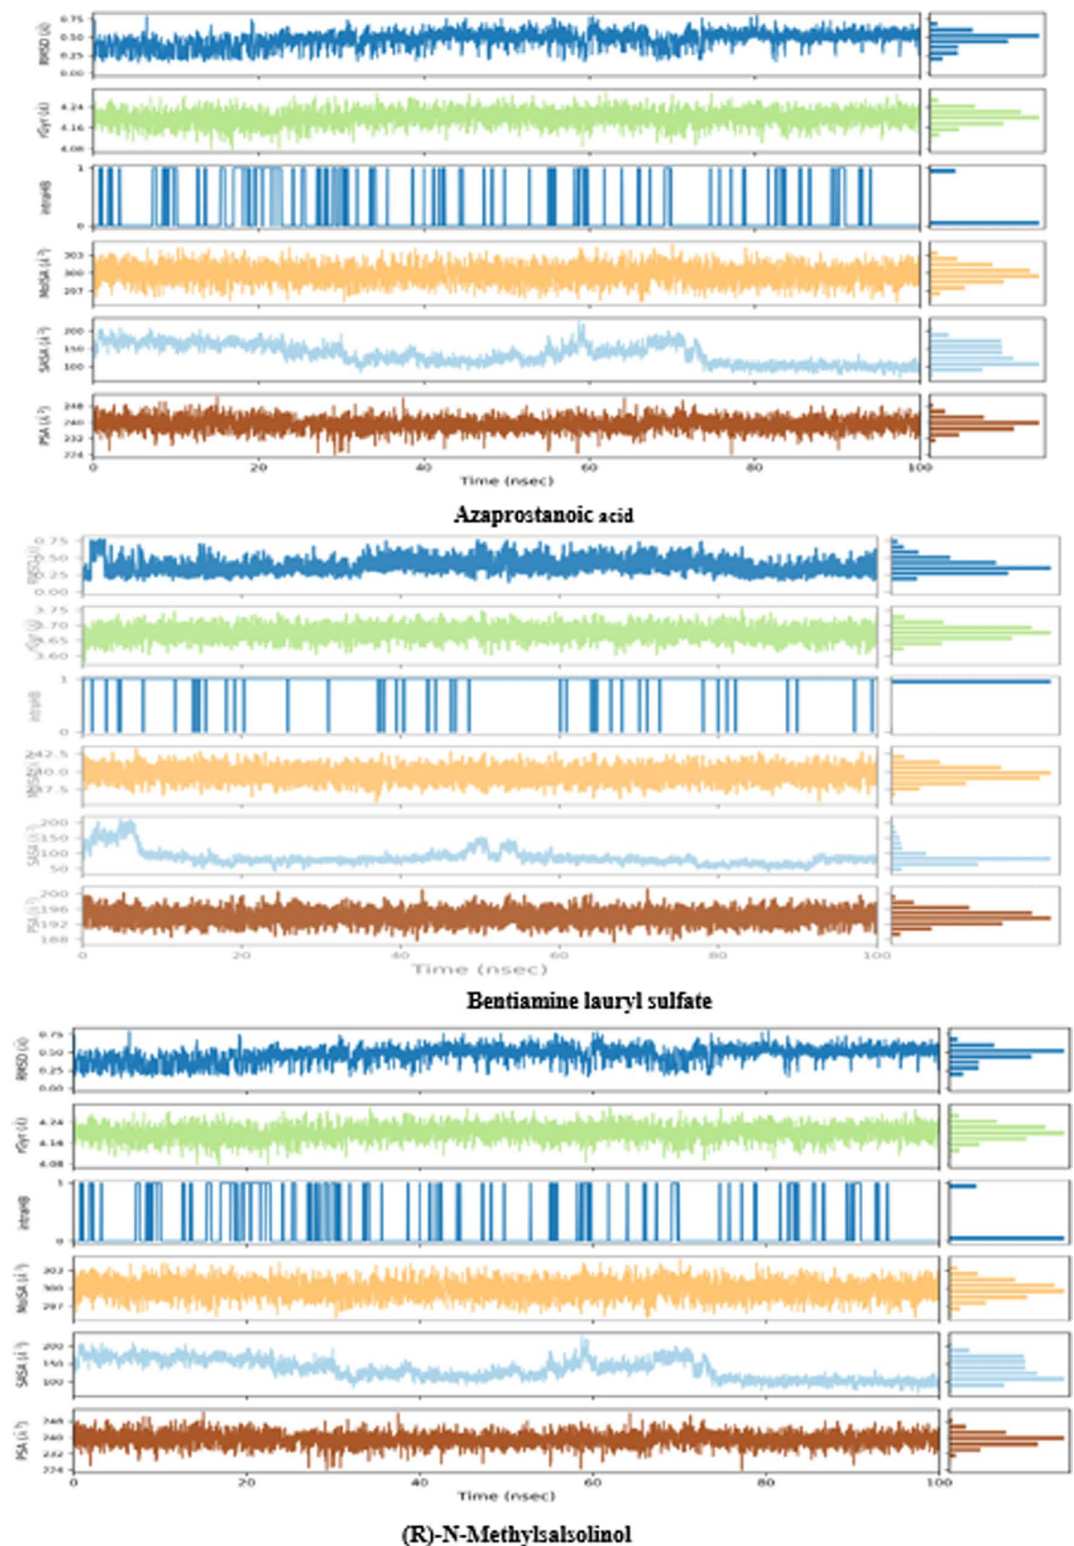 RMSD (Å)
0.75
0.50
0.25
0.00
rGyr (Å)
4.24
4.16
4.08
intraHB
1
0
MolSA (Å²)
303
300
297
SASA (Å²)
200
150
100
PSA (Å²)
248
240
232
224
0 20 40 60 80 100
Time (nsec)
Azaprostanoic acid
0.75
0.50
0.25
0.00
3.75
3.70
3.65
3.60
intraHB
1
0
SASA (Å²)
200
150
100
50
PSA (Å²)
200
196
192
188
0 20 40 60 80 100
Time (nsec)
Bentiamine lauryl sulfate
RMSD (Å)
0.75
0.50
0.25
0.00
rGyr (Å)
4.24
4.16
4.08
intraHB
MolSA (Å²)
303
300
297
SASA (Å²)
200
150
100
PSA (Å²)
248
240
232
224
0 20 40 60 80 100
Time (nsec)
(R)-N-Methylsalsolinol